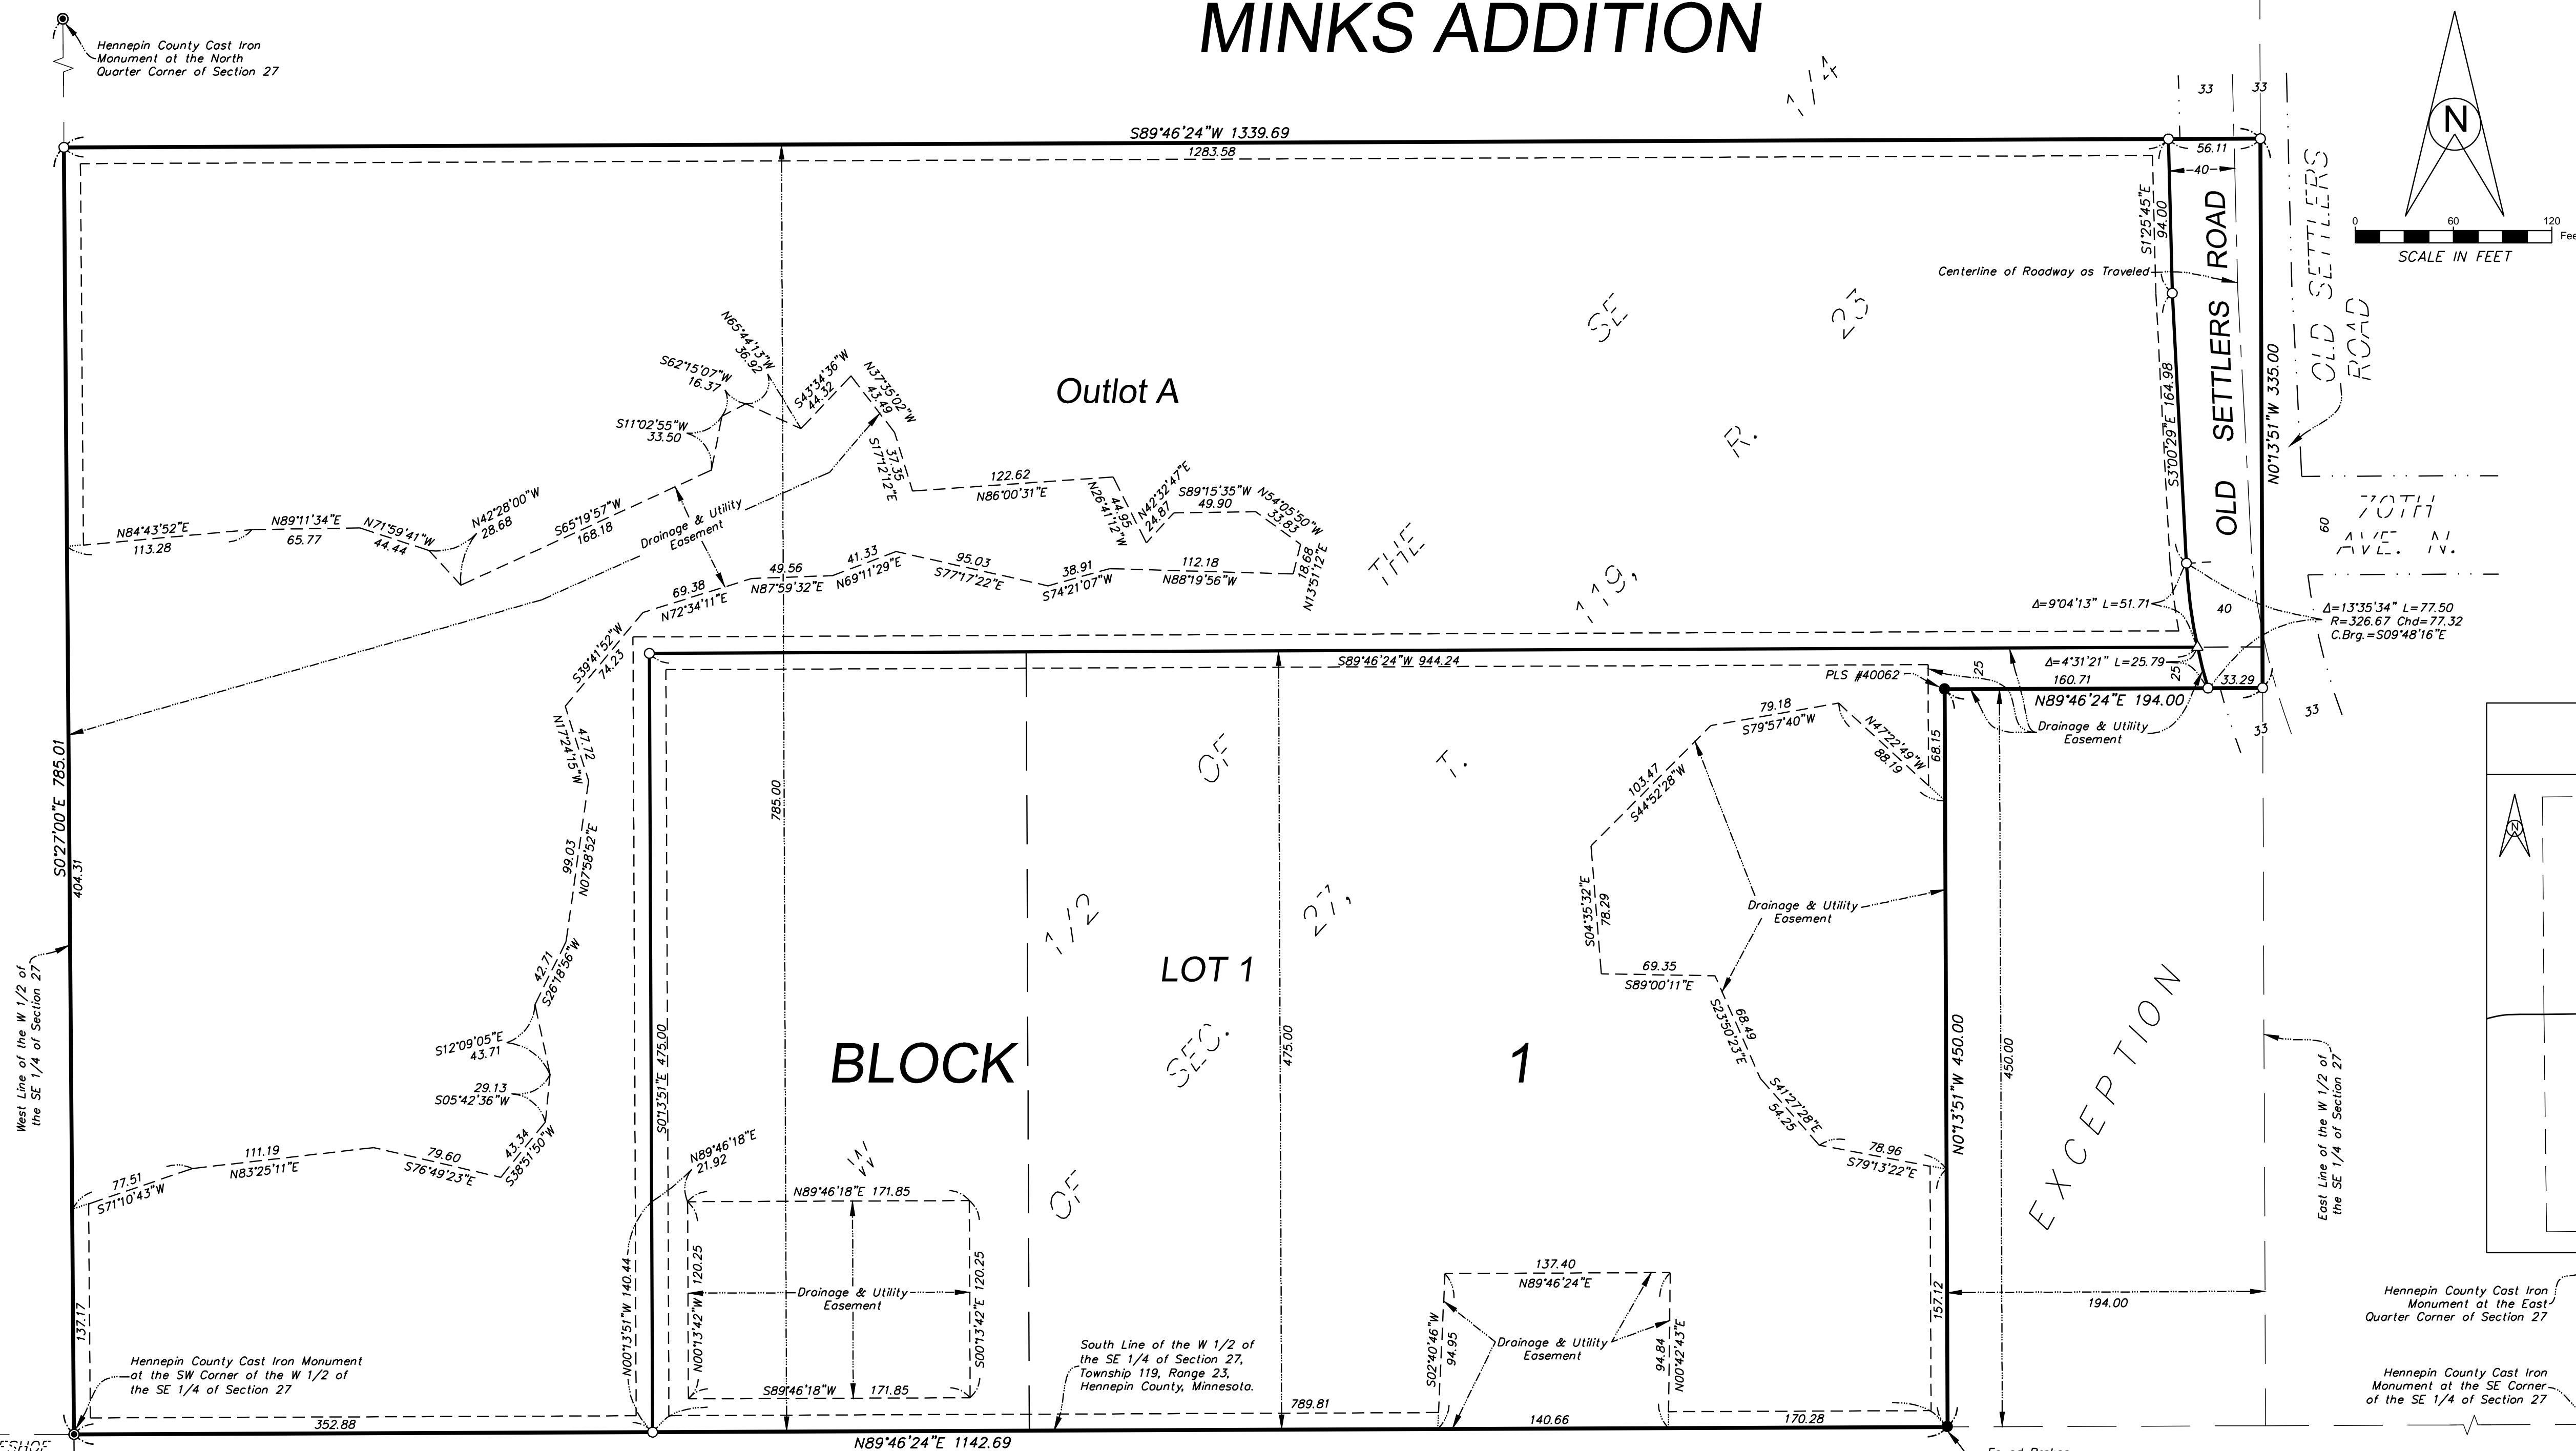 MINKS ADDITION
Hennepin County Cast Iron
Monument at the North
Quarter Corner of Section 27
1/4
33
33
N
0 60 120
SCALE IN FEET
S89°46'24"W 1339.69
1283.58
56.11
40
S1°25'45"E
94.00
OLD SETTLERS ROAD
OLD SETTLERS
ROAD
Centerline of Roadway as Traveled
SE
23
R.
N0°13'51"W 335.00
S3°00'29"E 164.98
70TH
AVE. N.
60
N65°44'13"W
36.92
S62°15'07"W
16.37
S43°34'36"W
44.32
N37°35'02"W
43.49
Outlot A
S11°02'55"W
33.50
37.35
S17°12'12"E
122.62
N86°00'31"E
44.95
N26°41'12"W
N42°32'47"E
24.87
S89°15'35"W
49.90
N54°05'50"W
33.83
18.68
N13°51'12"E
N84°43'52"E
113.28
N89°11'34"E
65.77
N71°59'41"W
44.44
N42°28'00"W
28.68
S65°19'57"W
168.18
Drainage & Utility
Easement
69.38
N72°34'11"E
49.56
N87°59'32"E
41.33
N69°11'29"E
95.03
S77°17'22"E
38.91
S74°21'07"W
112.18
N88°19'56"W
THE
119,
Δ=9°04'13" L=51.71
40
Δ=13°35'34" L=77.50
R=326.67 Chd=77.32
C.Brg.=S09°48'16"E
S39°41'52"W
74.23
S89°46'24"W 944.24
Δ=4°31'21" L=25.79
PLS #40062
25
25
160.71
33.29
N89°46'24"E 194.00
Drainage & Utility
Easement
33
33
N17°24'15"W
47.72
79.18
S79°57'40"W
N47°22'49"W
88.19
68.15
OF
T.
103.47
S44°52'28"W
S0°27'00"E 785.01
404.31
785.00
99.03
N07°58'52"E
N
1/2
27,
S04°35'32"E
78.29
Drainage & Utility
Easement
West Line of the W 1/2 of
the SE 1/4 of Section 27
42.71
S26°18'56"W
LOT 1
69.35
S89°00'11"E
68.49
S23°50'23"E
EXCEPTION
S12°09'05"E
43.71
29.13
S05°42'36"W
S0°13'51"E 475.00
BLOCK
SEC.
475.00
1
S41°27'28"E
54.25
N0°13'51"W 450.00
450.00
East Line of the W 1/2 of
the SE 1/4 of Section 27
77.51
S71°10'43"W
111.19
N83°25'11"E
79.60
S76°49'23"E
43.34
S38°51'50"W
N89°46'18"E
21.92
W
OF
78.96
S79°13'22"E
N89°46'18"E 171.85
N00°13'51"W 140.44
N00°13'42"W 120.25
Drainage & Utility
Easement
S00°13'42"E 120.25
S89°46'18"W 171.85
137.40
N89°46'24"E
S02°40'46"W
94.95
Drainage & Utility
Easement
94.84
N00°42'43"E
157.12
194.00
Hennepin County Cast Iron
Monument at the East
Quarter Corner of Section 27
137.17
Hennepin County Cast Iron Monument
at the SW Corner of the W 1/2 of
the SE 1/4 of Section 27
South Line of the W 1/2 of
the SE 1/4 of Section 27,
Township 119, Range 23,
Hennepin County, Minnesota.
Hennepin County Cast Iron
Monument at the SE Corner
of the SE 1/4 of Section 27
352.88
789.81
140.66
170.28
N89°46'24"E 1142.69